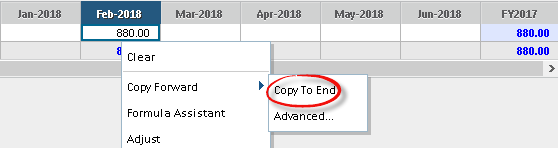 Jan-2018 Feb-2018 Mar-2018 Apr-2018 May-2018 Jun-2018 FY2017
880.00 880.00
880.00
Clear
Copy Forward
Copy To End
Formula Assistant
Advanced...
Adjust